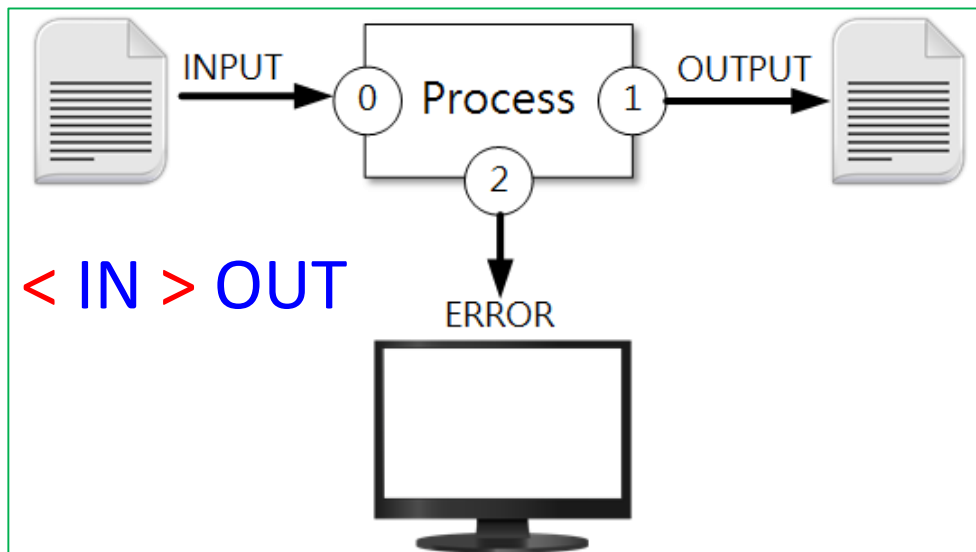 INPUT
OUTPUT
0
Process
1
2
< IN > OUT
ERROR